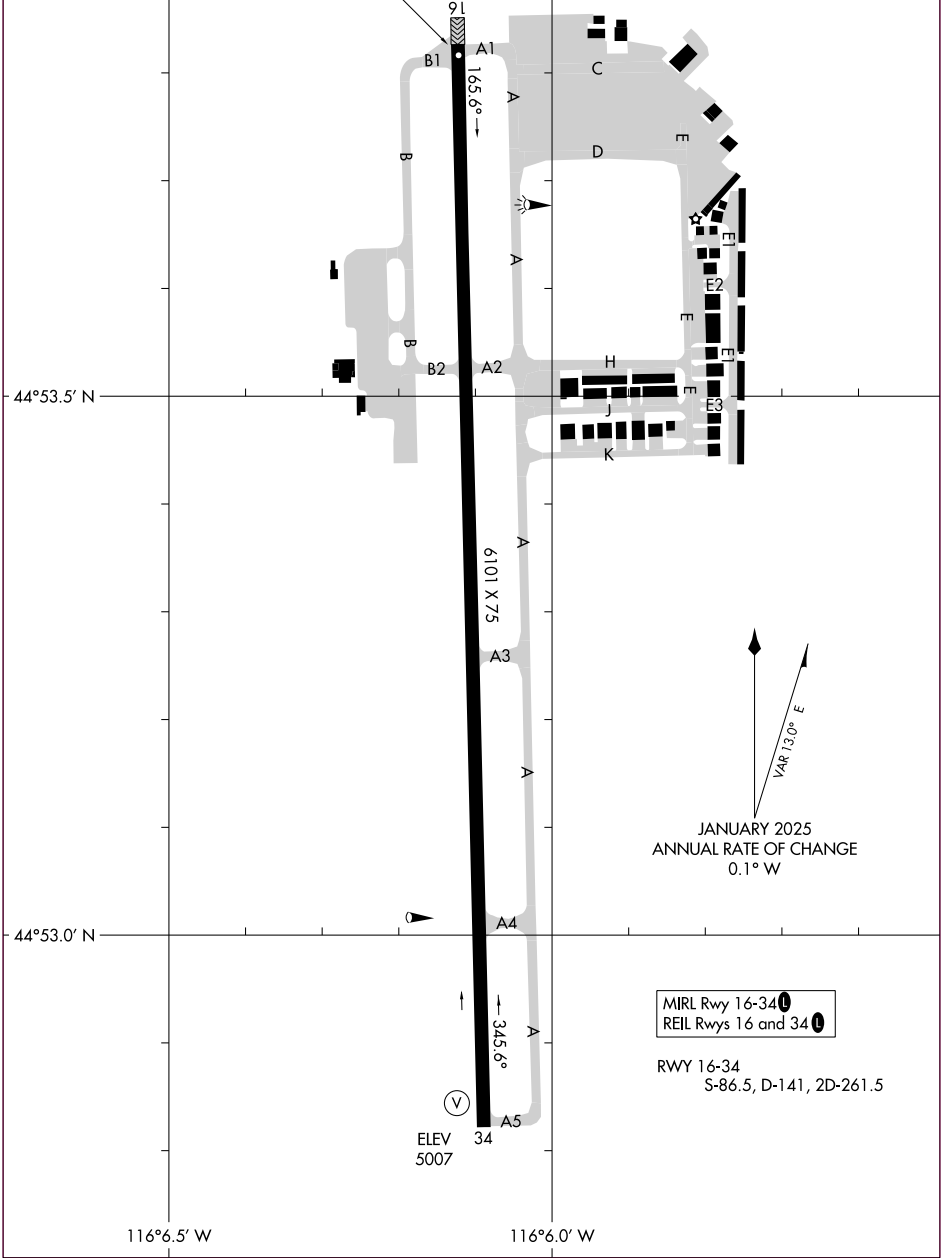 16
A1
B1
C
165.6°
A
E
D
B
A
E1
E2
E
B
E1
H
B2
A2
44°53.5' N
E
E3
J
K
A
6101 X 75
A3
VAR 13.0° E
A
JANUARY 2025
ANNUAL RATE OF CHANGE
0.1° W
A4
44°53.0' N
MIRL Rwy 16-34 L
REIL Rwys 16 and 34 L
345.6°
A
RWY 16-34
S-86.5, D-141, 2D-261.5
V
A5
ELEV
5007
34
116°6.5' W
116°6.0' W